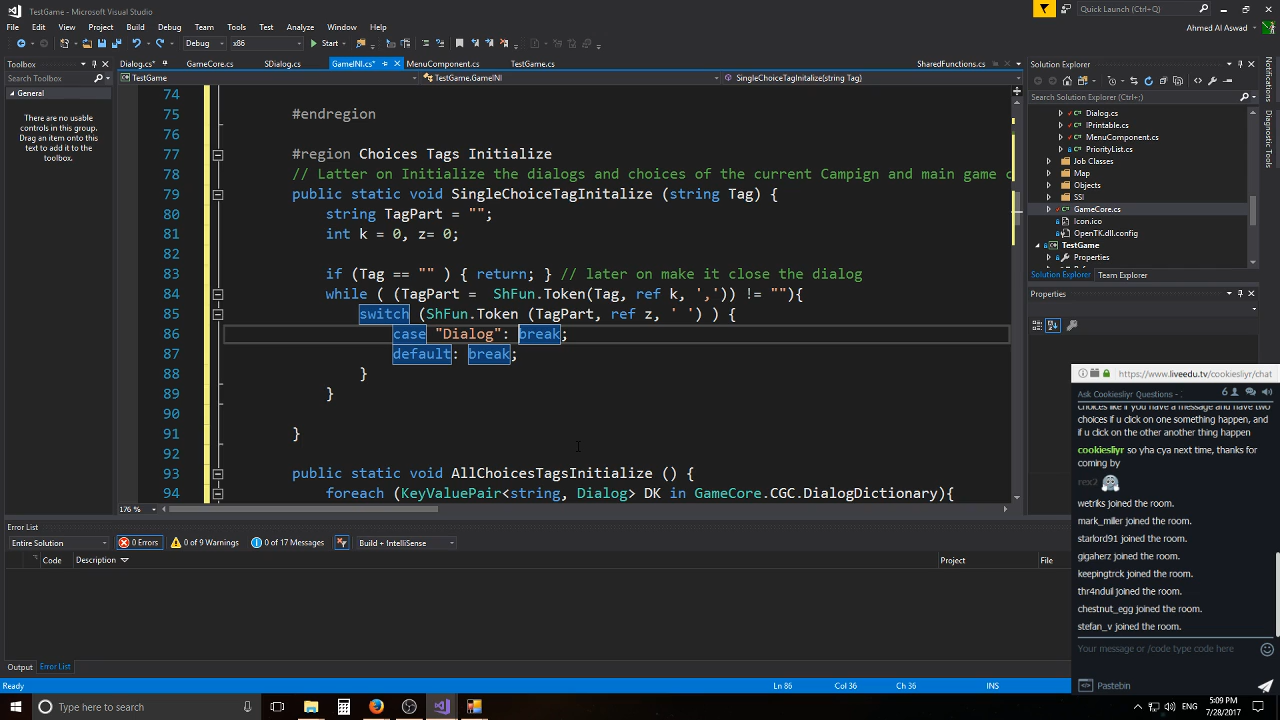 TestGame - Microsoft Visual Studio
Quick Launch (Ctrl+Q)
File Edit View Project Build Debug Team Tools Test Analyze Window Help
Ahmed Al Aswad
Debug x86 Start
Toolbox
Dialog.cs* GameCore.cs SDialog.cs GameINI.cs* MenuComponent.cs TestGame.cs SharedFunctions.cs
Solution Explorer
Search Toolbox
TestGame TestGame.GameINI SingleChoiceTagInitalize(string Tag)
General
There are no usable
controls in this group.
Drag an item onto this
text to add it to the
toolbox.
74
75 #endregion
76
77 #region Choices Tags Initialize
78 // Latter on Initialize the dialogs and choices of the current Campign and main game
79 public static void SingleChoiceTagInitalize (string Tag) {
80 string TagPart = "";
81 int k = 0, z= 0;
82
83 if (Tag == "" ) { return; } // later on make it close the dialog
84 while ( (TagPart =  ShFun.Token(Tag, ref k, ',')) != ""){
85 switch (ShFun.Token (TagPart, ref z, ' ') ) {
86 case "Dialog": break;
87 default: break;
88 }
89 }
90
91 }
92
93 public static void AllChoicesTagsInitialize () {
94 foreach (KeyValuePair<string, Dialog> DK in GameCore.CGC.DialogDictionary){
176 %
Search Solution Explorer (Ctrl+;)
Dialog.cs
IPrintable.cs
MenuComponent.cs
PriorityList.cs
Job Classes
Map
Objects
SSI
GameCore.cs
Icon.ico
OpenTK.dll.config
TestGame
Properties
Solution Explorer Team Explorer
Properties
Notifications
Diagnostic Tools
Error List
Entire Solution 0 Errors 0 of 9 Warnings 0 of 17 Messages Build + IntelliSense
Code Description Project File
Output Error List
Ready Ln 86 Col 36 Ch 36 INS
https://www.liveedu.tv/cookiesliyr/chat
Ask Cookiesliyr Questions - . 6
choices like if you have a message and have two
choices if u click on one something happen, and
if u click on the other another thing happen
cookiesliyr so yha cya next time, thanks for
coming by
rex2
wetriks joined the room.
mark_miller joined the room.
starlord91 joined the room.
gigaherz joined the room.
keepingtrck joined the room.
thr4ndul joined the room.
chestnut_egg joined the room.
stefan_v joined the room.
Your message or /code type code here
Pastebin
Type here to search
ENG
5:09 PM
7/28/2017